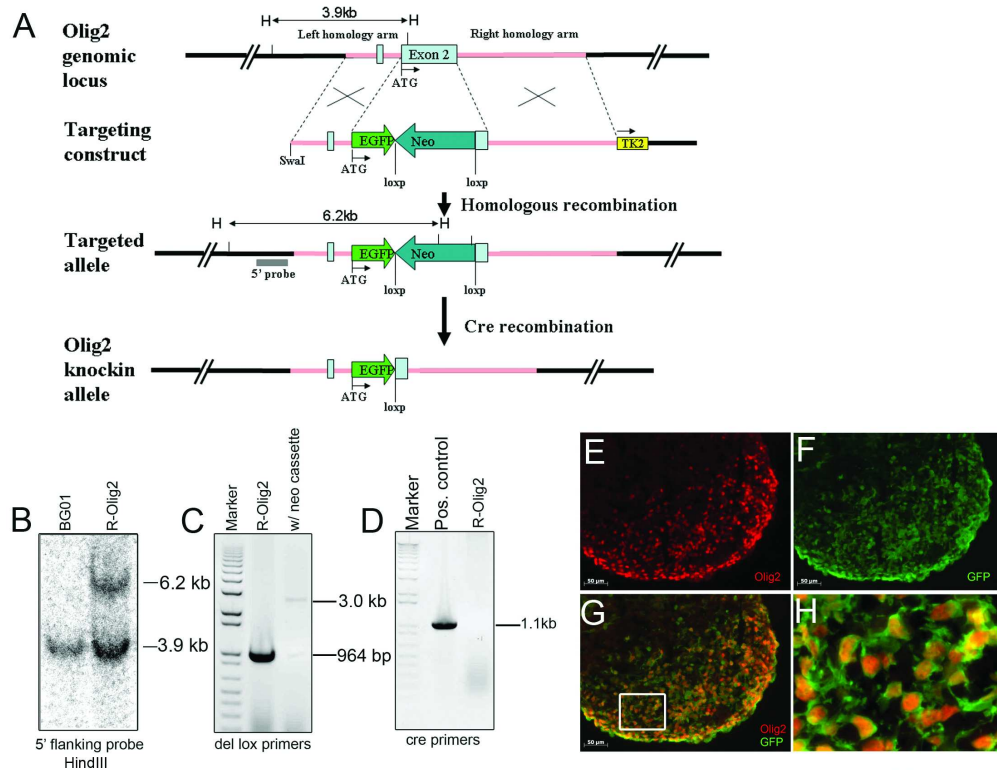 A
Olig2
genomic
locus
H 3.9kb H
Left homology arm
Exon 2
Right homology arm
ATG
Targeting
construct
SwaI
EGFP
Neo
TK2
ATG
loxp
loxp
Homologous recombination
H 6.2kb H
Targeted
allele
5' probe
EGFP
Neo
ATG
loxp
loxp
Cre recombination
Olig2
knockin
allele
EGFP
ATG
loxp
B
BG01
R-Olig2
6.2 kb
3.9 kb
5' flanking probe
HindIII
C
Marker
R-Olig2
w/ neo cassette
3.0 kb
964 bp
del lox primers
D
Marker
Pos. control
R-Olig2
1.1kb
cre primers
E
50 µm
Olig2
F
50 µm
GFP
G
50 µm
Olig2
GFP
H